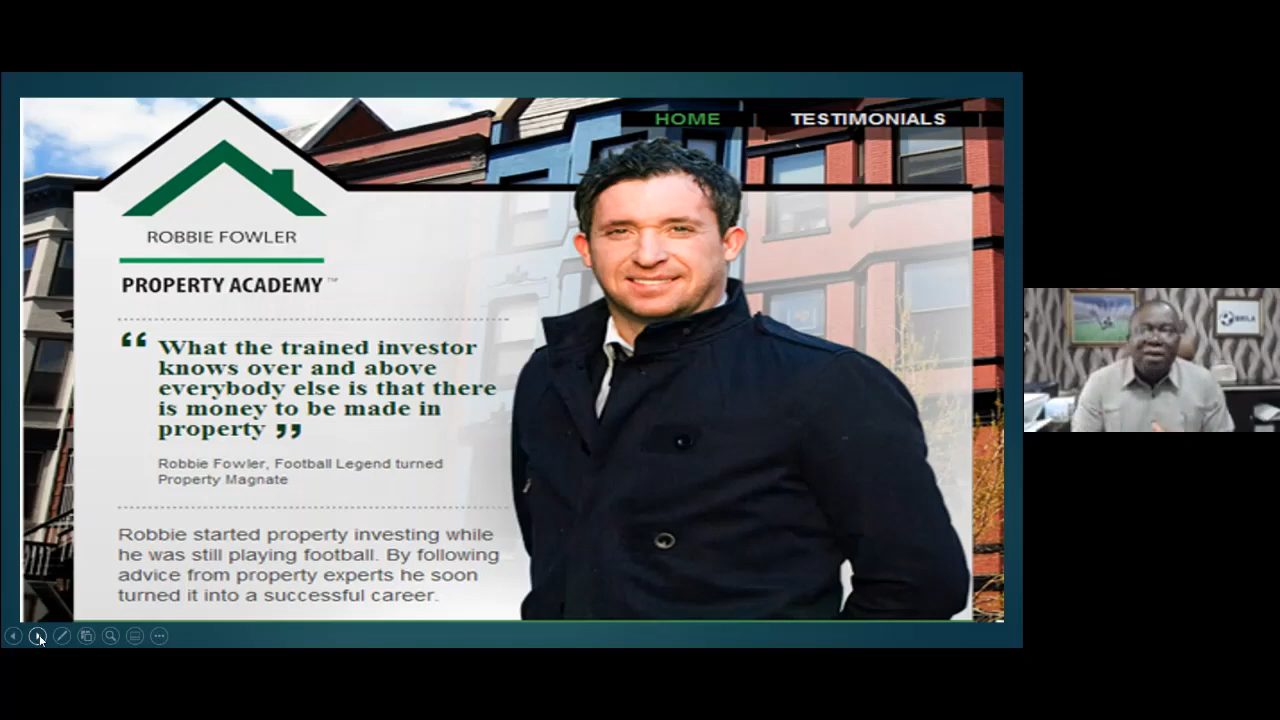 HOME | TESTIMONIALS |
ROBBIE FOWLER
PROPERTY ACADEMY™
“ What the trained investor
knows over and above
everybody else is that there
is money to be made in
property ”
Robbie Fowler, Football Legend turned
Property Magnate
Robbie started property investing while
he was still playing football. By following
advice from property experts he soon
turned it into a successful career.